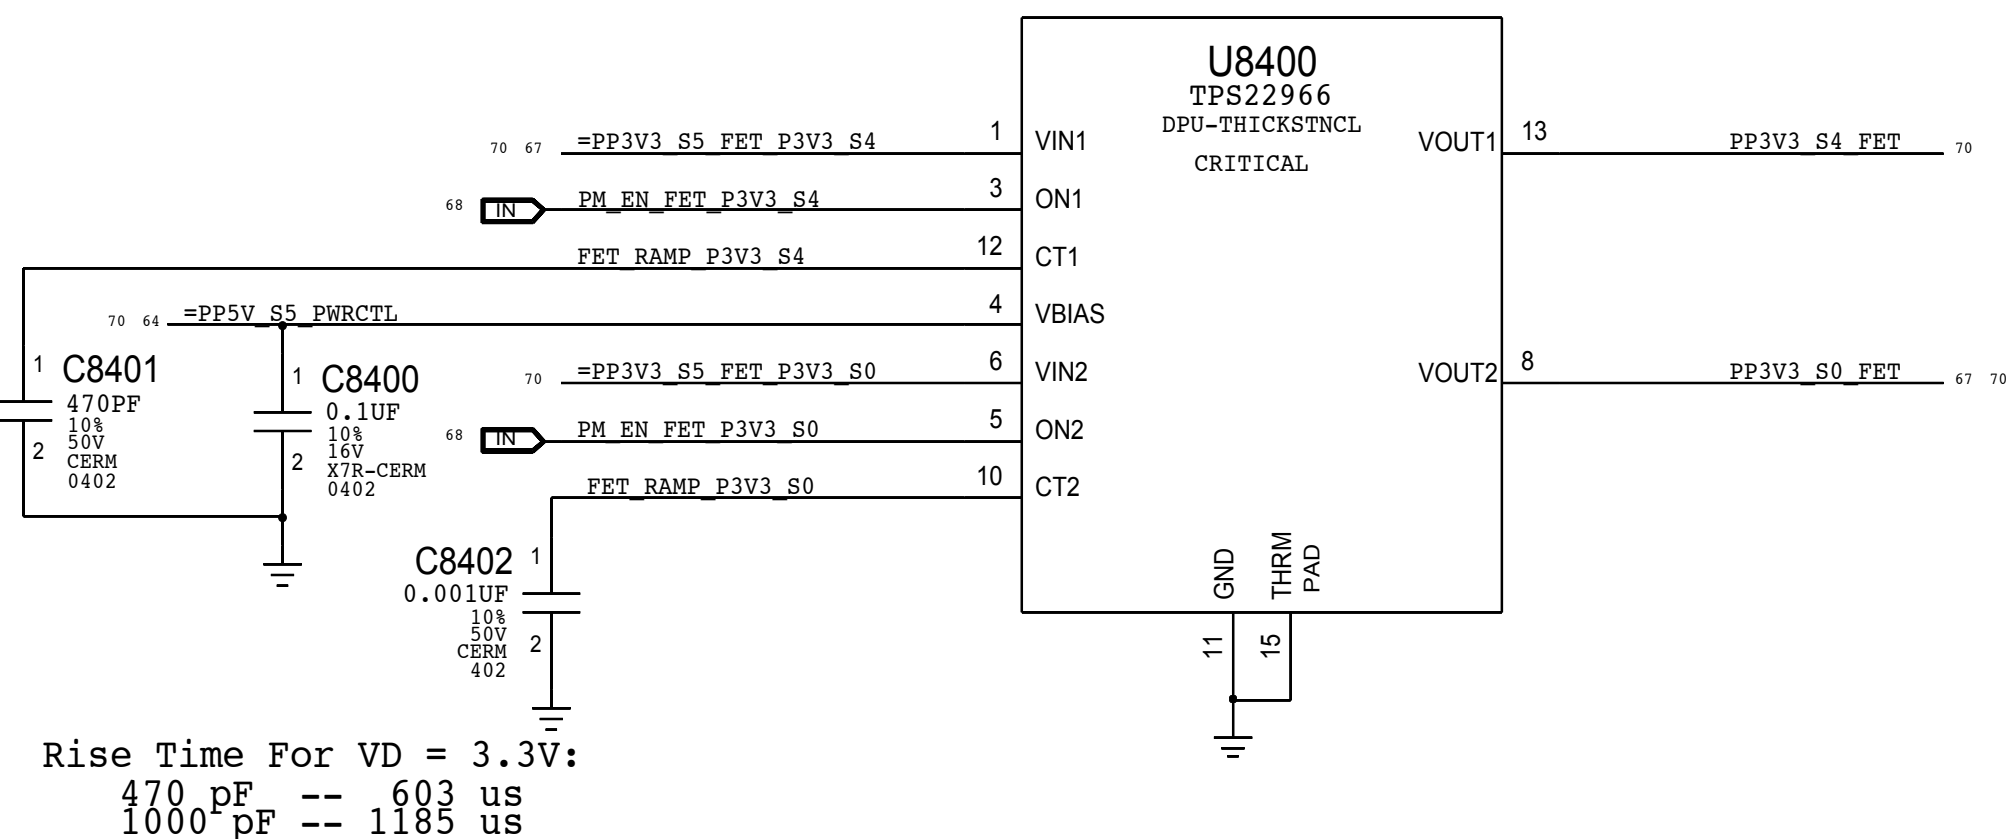 U8400
TPS22966
DPU-THICKSTNCL
CRITICAL
70 67 =PP3V3_S5_FET_P3V3_S4 1 VIN1
VOUT1 13 PP3V3_S4_FET 70
68 IN PM_EN_FET_P3V3_S4 3 ON1
FET_RAMP_P3V3_S4 12 CT1
70 64 =PP5V_S5_PWRCTL 4 VBIAS
70 =PP3V3_S5_FET_P3V3_S0 6 VIN2
VOUT2 8 PP3V3_S0_FET 67 70
68 IN PM_EN_FET_P3V3_S0 5 ON2
FET_RAMP_P3V3_S0 10 CT2
1 C8401
470PF
10%
50V
2 CERM
0402
1 C8400
0.1UF
10%
16V
2 X7R-CERM
0402
C8402 1
0.001UF
10%
50V
CERM 2
402
GND
THRM
PAD
11
15
Rise Time For VD = 3.3V:
470 pF -- 603 us
1000 pF -- 1185 us